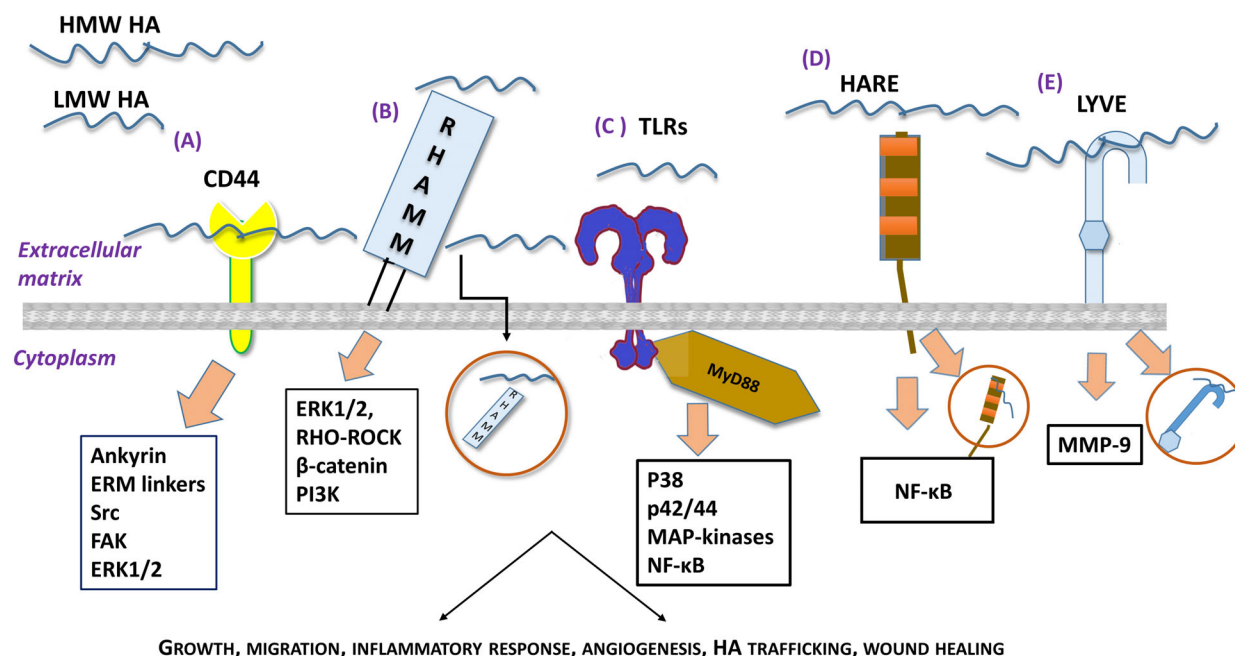 HMW HA
LMW HA
(A)
CD44
(B)
RHAMM
(C )
TLRs
(D)
HARE
(E)
LYVE
Extracellular
matrix
Cytoplasm
Ankyrin
ERM linkers
Src
FAK
ERK1/2
ERK1/2,
RHO-ROCK
β-catenin
PI3K
RHAMM
MyD88
P38
p42/44
MAP-kinases
NF-κB
NF-κB
MMP-9
GROWTH, MIGRATION, INFLAMMATORY RESPONSE, ANGIOGENESIS, HA TRAFFICKING, WOUND HEALING